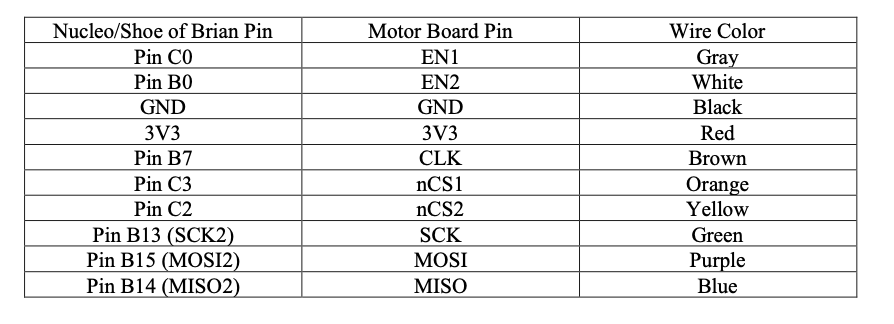 Nucleo/Shoe of Brian Pin Motor Board Pin Wire Color
Pin C0 EN1 Gray
Pin B0 EN2 White
GND GND Black
3V3 3V3 Red
Pin B7 CLK Brown
Pin C3 nCS1 Orange
Pin C2 nCS2 Yellow
Pin B13 (SCK2) SCK Green
Pin B15 (MOSI2) MOSI Purple
Pin B14 (MISO2) MISO Blue